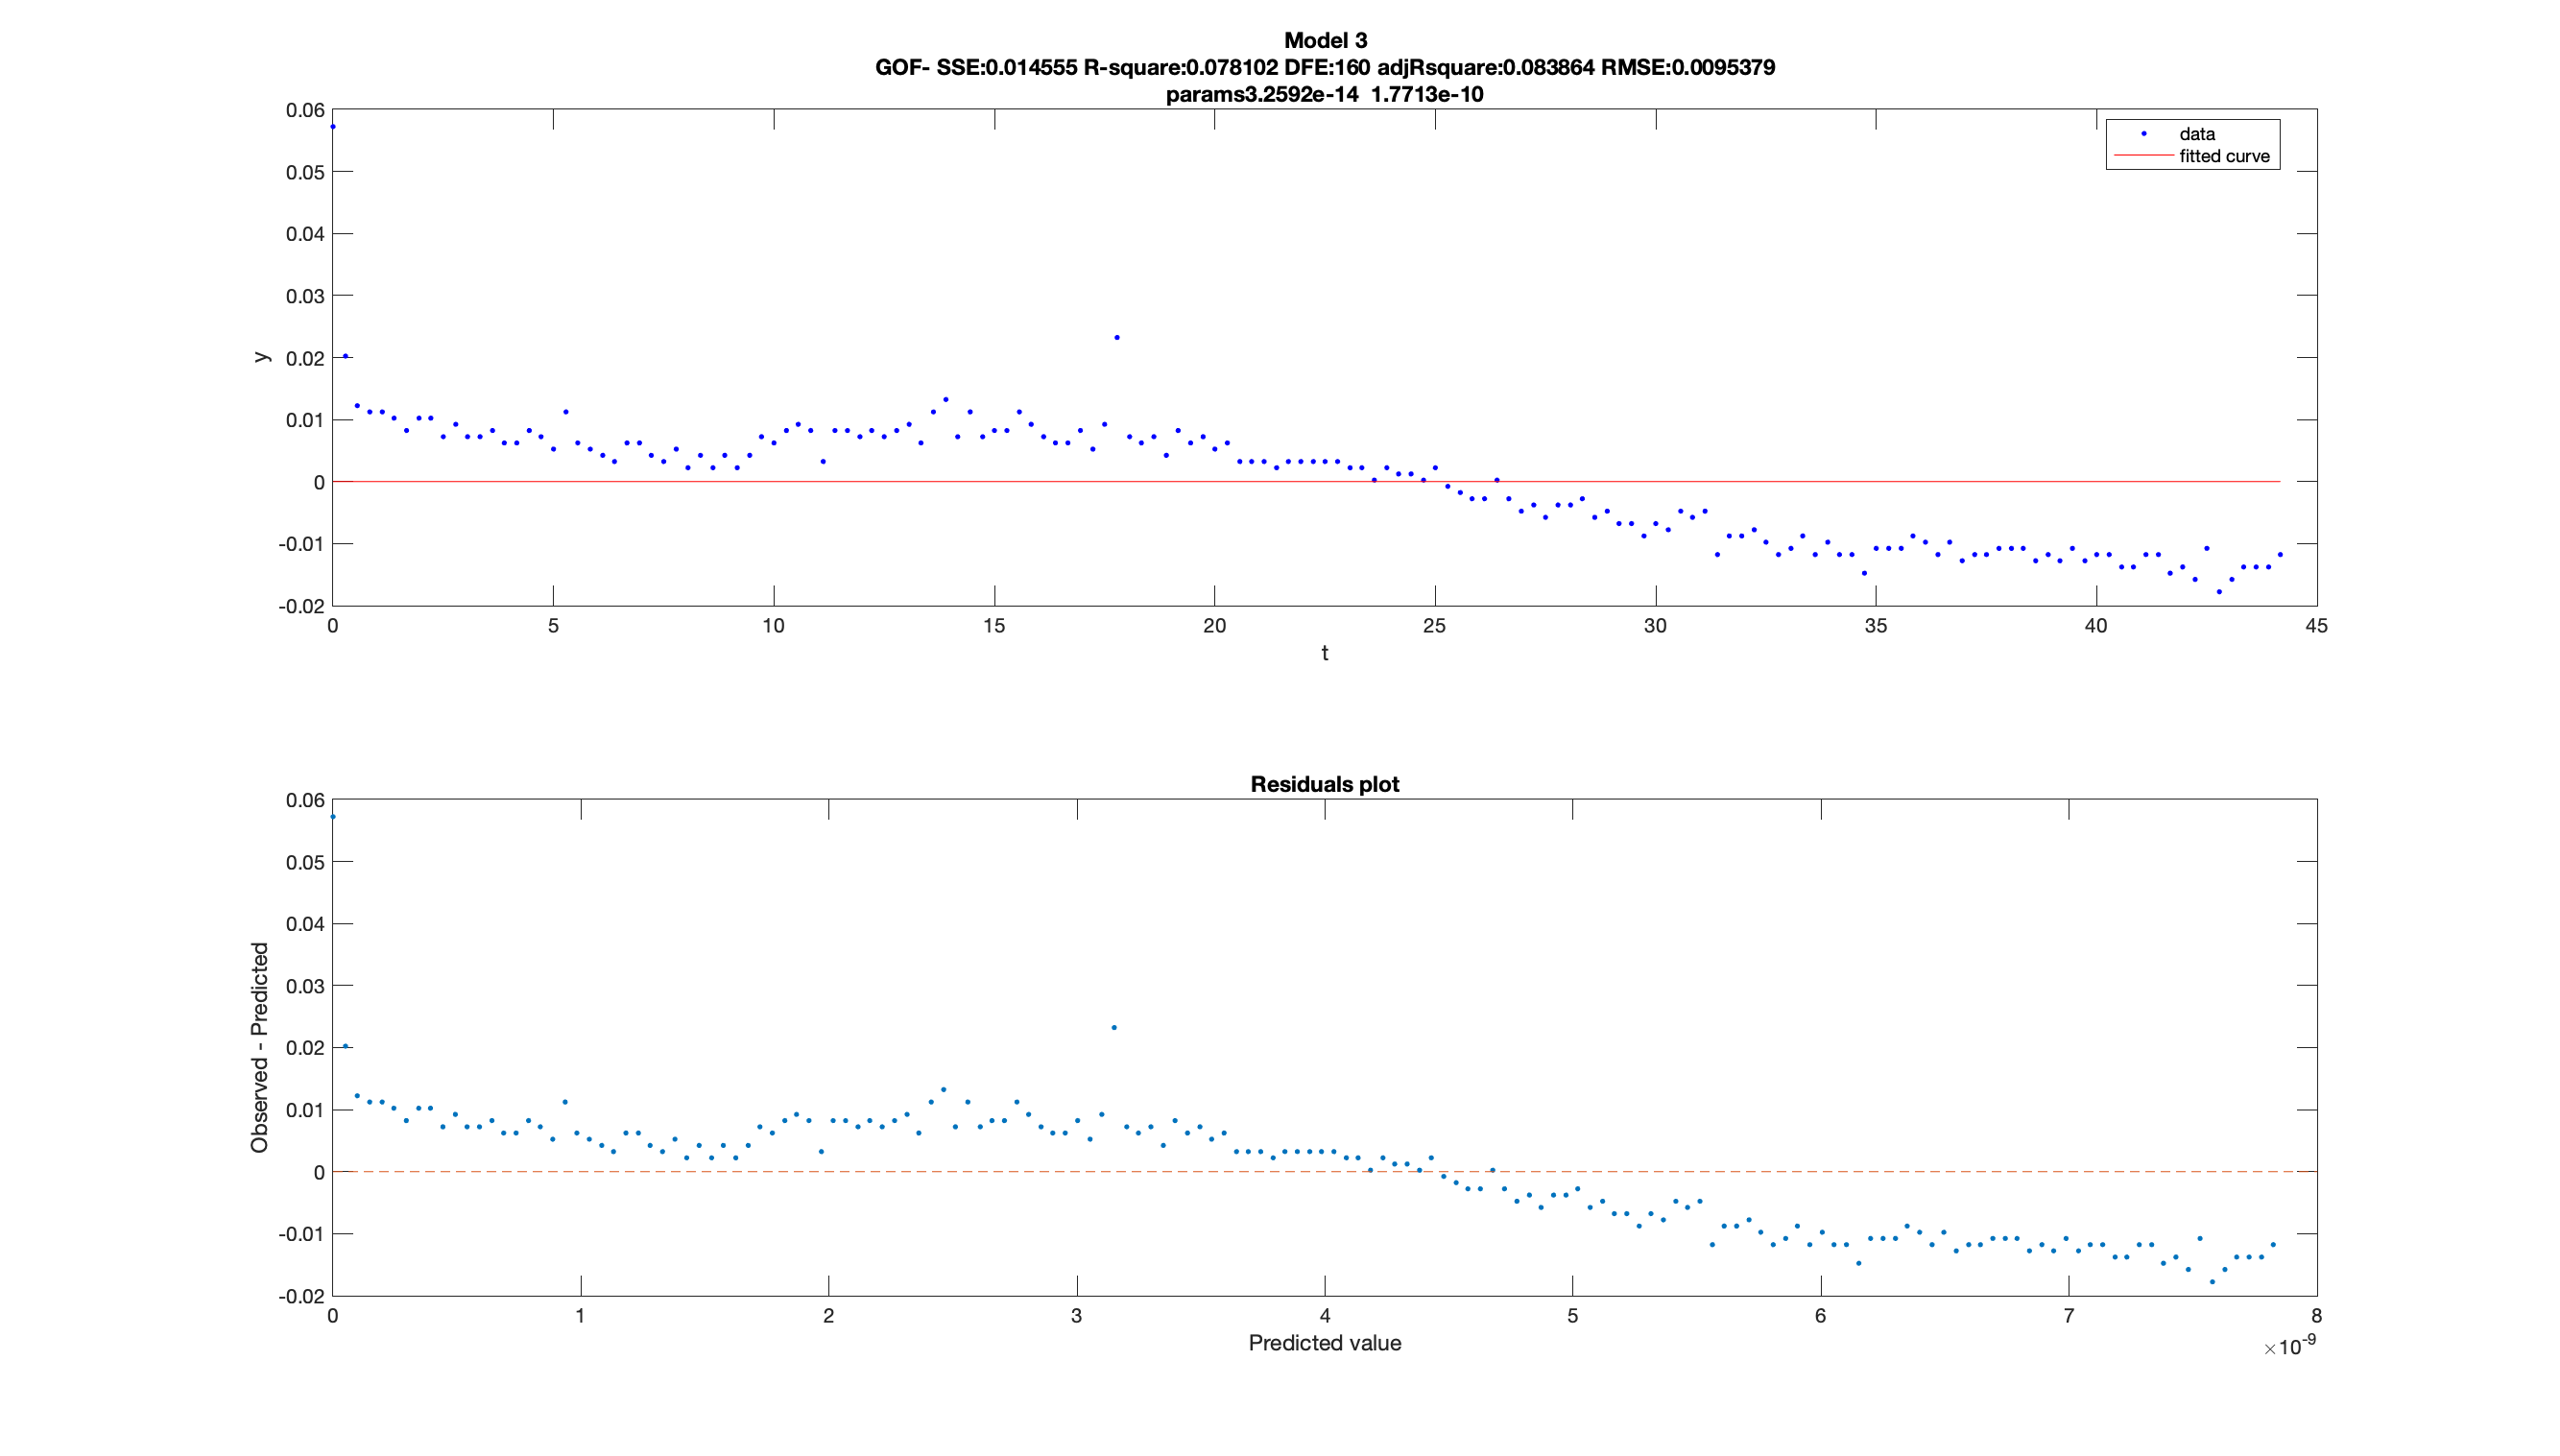 Model 3
GOF- SSE:0.014555 R-square:0.078102 DFE:160 adjRsquare:0.083864 RMSE:0.0095379
params3.2592e-14 1.7713e-10
0.06
0.05
0.04
0.03
0.02
0.01
0
-0.01
-0.02
y
data
fitted curve
0 5 10 15 20 25 30 35 40 45
t
Residuals plot
0.06
0.05
0.04
0.03
0.02
0.01
0
-0.01
-0.02
Observed - Predicted
0 1 2 3 4 5 6 7 8
Predicted value
×10-9